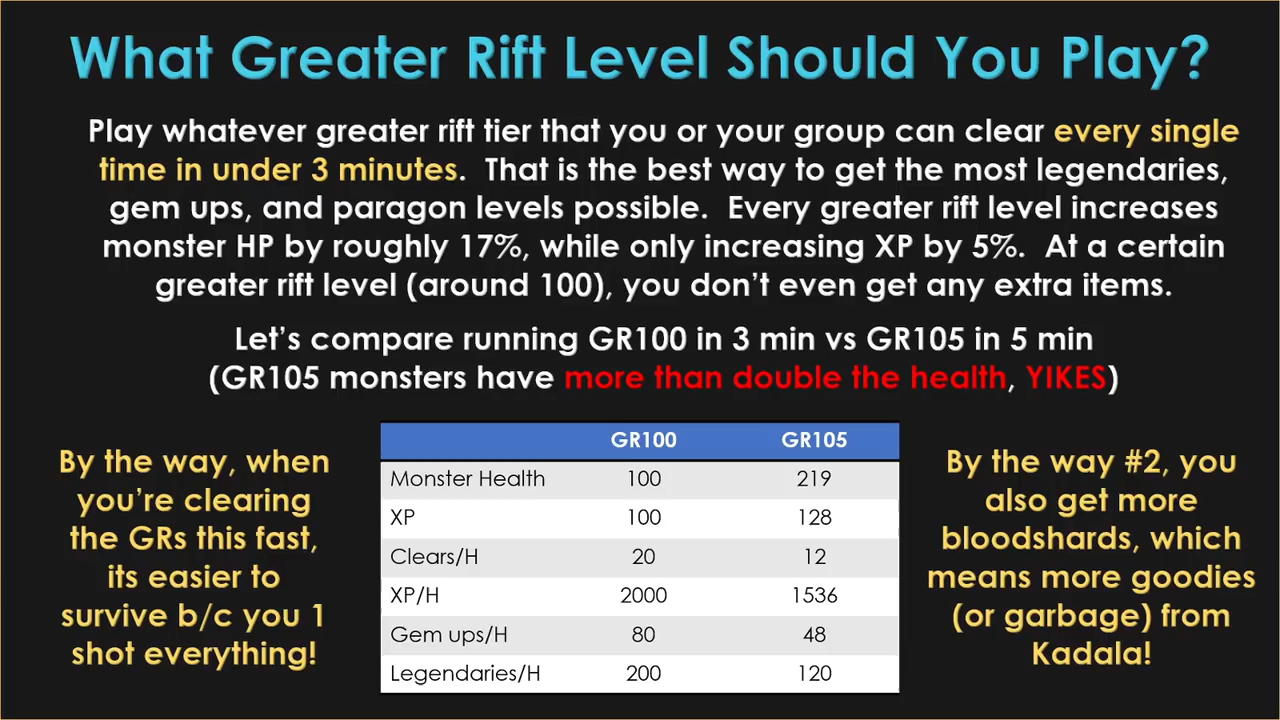 What Greater Rift Level Should You Play?
Play whatever greater rift tier that you or your group can clear every single
time in under 3 minutes.  That is the best way to get the most legendaries,
gem ups, and paragon levels possible.  Every greater rift level increases
monster HP by roughly 17%, while only increasing XP by 5%.  At a certain
greater rift level (around 100), you don't even get any extra items.
Let's compare running GR100 in 3 min vs GR105 in 5 min
(GR105 monsters have more than double the health, YIKES)
By the way, when
you're clearing
the GRs this fast,
its easier to
survive b/c you 1
shot everything!
GR100 GR105
Monster Health 100 219
XP 100 128
Clears/H 20 12
XP/H 2000 1536
Gem ups/H 80 48
Legendaries/H 200 120
By the way #2, you
also get more
bloodshards, which
means more goodies
(or garbage) from
Kadala!